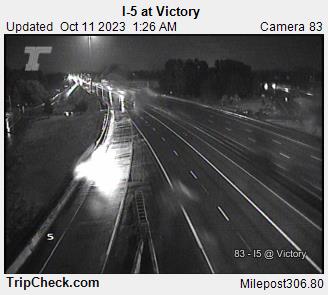 I-5 at Victory
Updated Oct 11 2023 1:26 AM Camera 83
T
S
83 - I5 @ Victory
TripCheck.com Milepost306.80